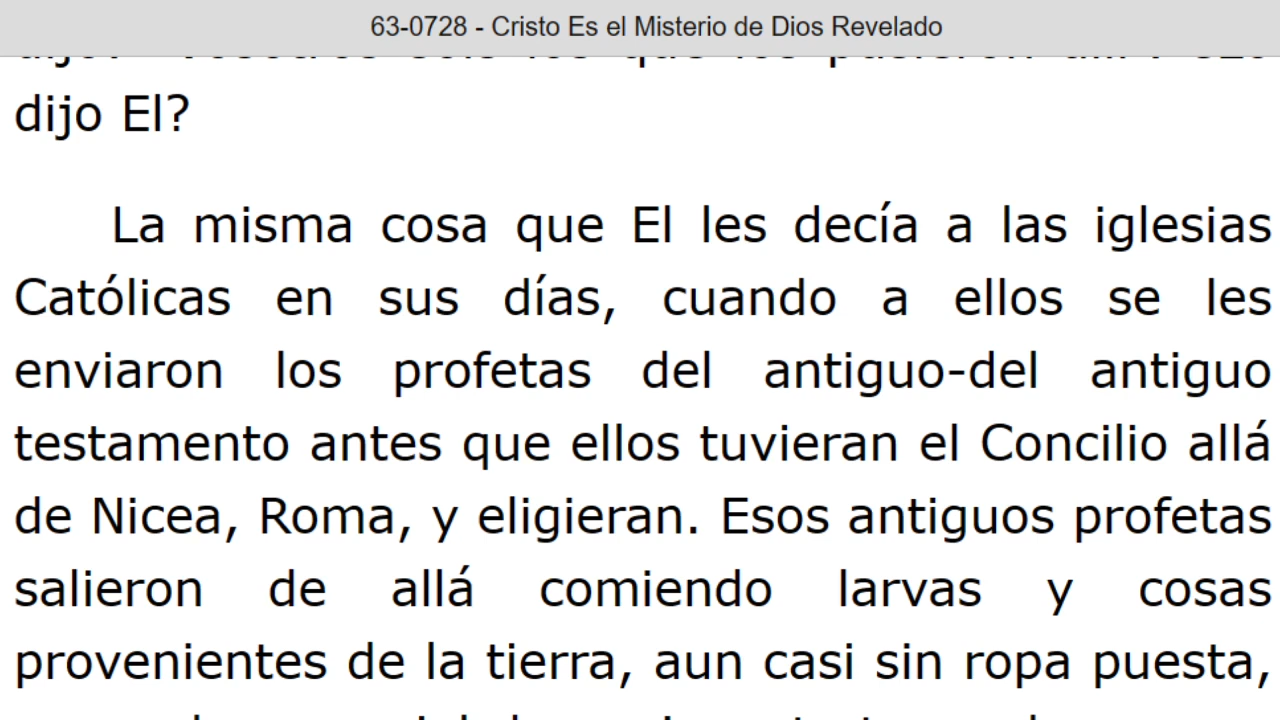 63-0728 - Cristo Es el Misterio de Dios Revelado
dijo El?
La misma cosa que El les decía a las iglesias
Católicas en sus días, cuando a ellos se les
enviaron los profetas del antiguo-del antiguo
testamento antes que ellos tuvieran el Concilio allá
de Nicea, Roma, y eligieran. Esos antiguos profetas
salieron de allá comiendo larvas y cosas
provenientes de la tierra, aun casi sin ropa puesta,